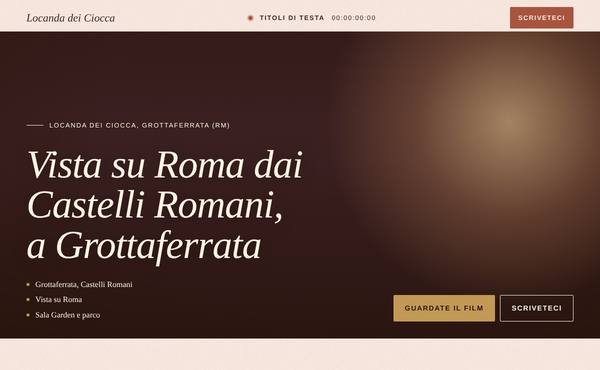 Locanda dei Ciocca
TITOLI DI TESTA 00:00:00:00
SCRIVETECI
LOCANDA DEI CIOCCA, GROTTAFERRATA (RM)
Vista su Roma dai
Castelli Romani,
a Grottaferrata
Grottaferrata, Castelli Romani
Vista su Roma
Sala Garden e parco
GUARDATE IL FILM
SCRIVETECI